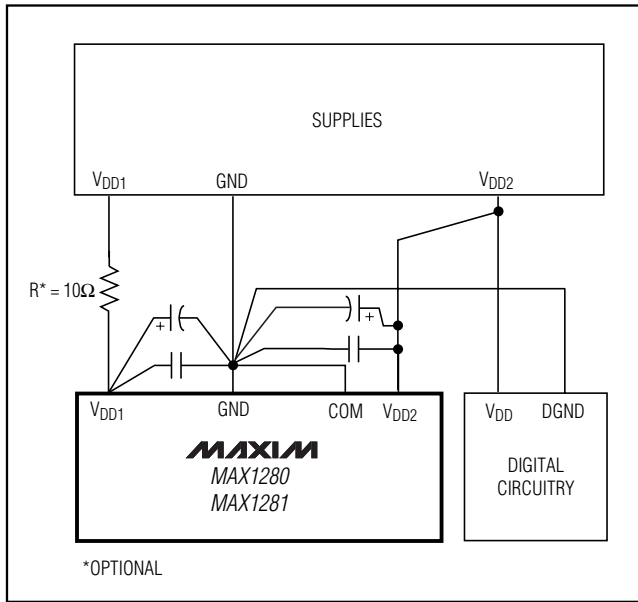 SUPPLIES
VDD1 GND VDD2
R* = 10Ω
+ +
VDD1 GND COM VDD2 VDD DGND
MAXIM
MAX1280
MAX1281
DIGITAL
CIRCUITRY
*OPTIONAL